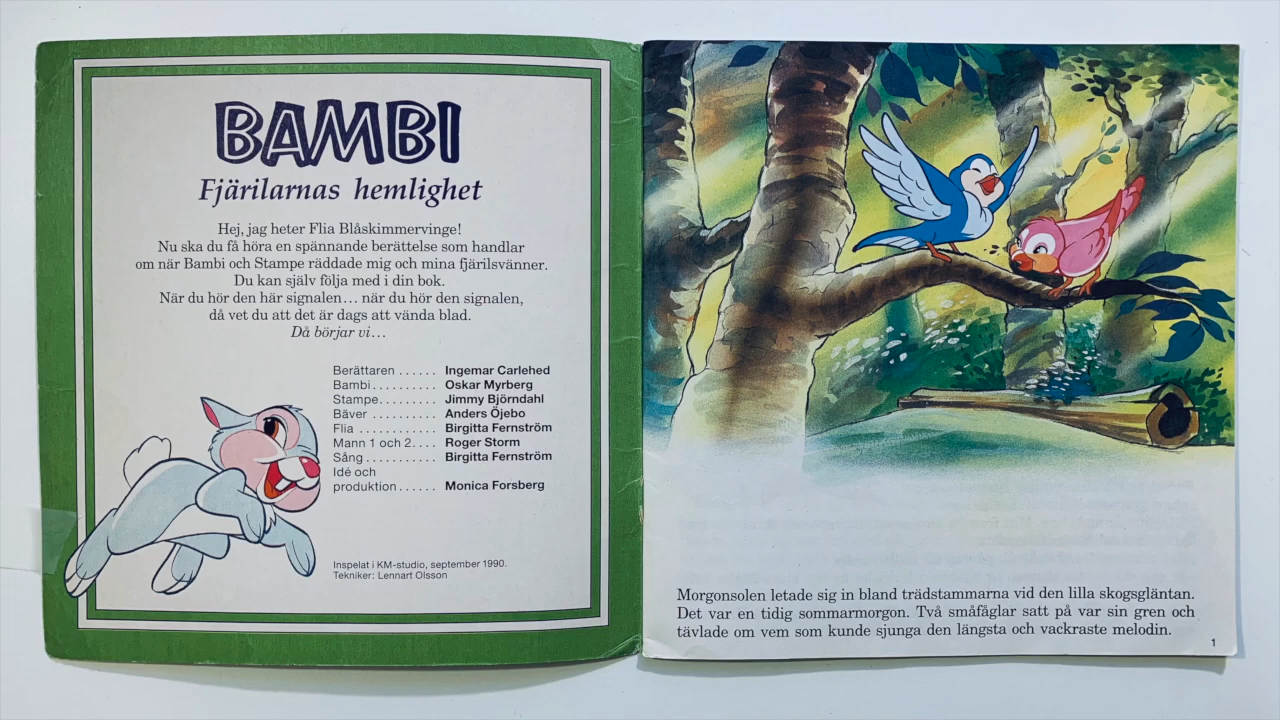 BAMBI
Fjärilarnas hemlighet
Hej, jag heter Flia Blåskimmervinge!
Nu ska du få höra en spännande berättelse som handlar
om när Bambi och Stampe räddade mig och mina fjärilsvänner.
Du kan själv följa med i din bok.
När du hör den här signalen... när du hör den signalen,
då vet du att det är dags att vända blad.
Då börjar vi...
Berättaren ...... Ingemar Carlehed
Bambi.......... Oskar Myrberg
Stampe......... Jimmy Björndahl
Bäver .......... Anders Öjebo
Flia ............ Birgitta Fernström
Mann 1 och 2.... Roger Storm
Sång ........... Birgitta Fernström
Idé och
produktion ...... Monica Forsberg
Inspelat i KM-studio, september 1990.
Tekniker: Lennart Olsson
Morgonsolen letade sig in bland trädstammarna vid den lilla skogsgläntan.
Det var en tidig sommarmorgon. Två småfåglar satt på var sin gren och
tävlade om vem som kunde sjunga den längsta och vackraste melodin.
1